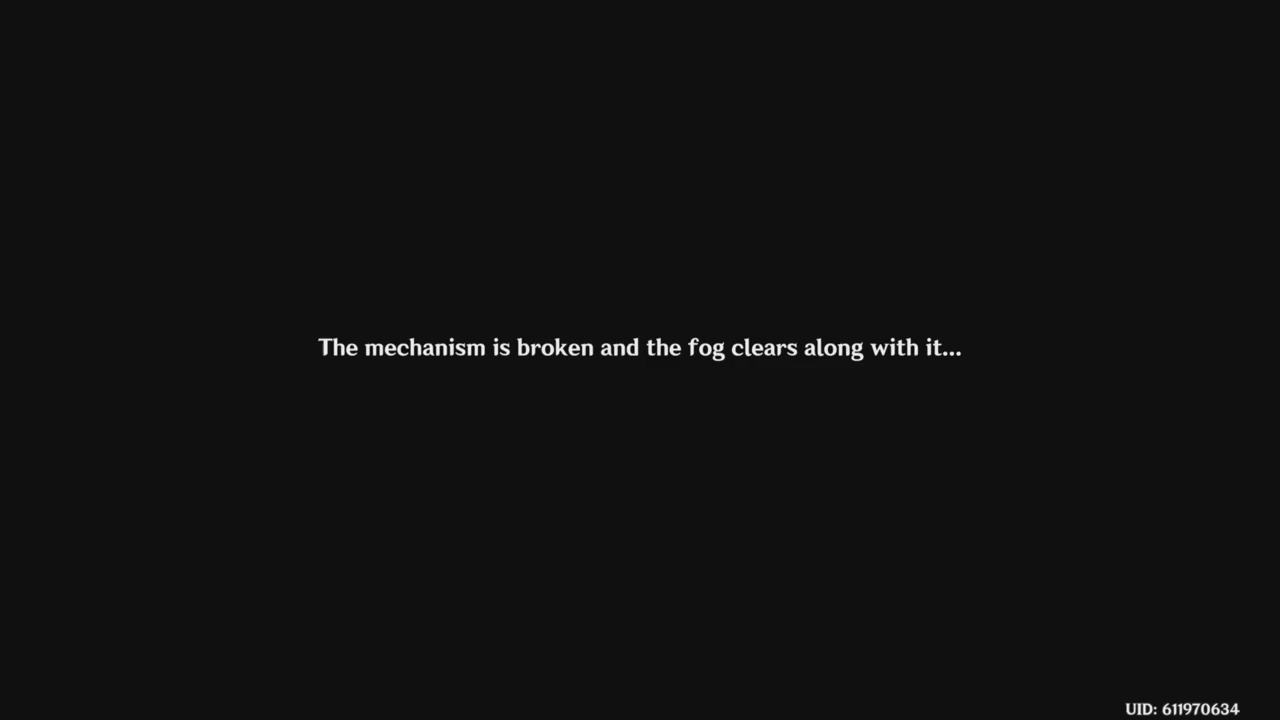 The mechanism is broken and the fog clears along with it...
UID: 611970634